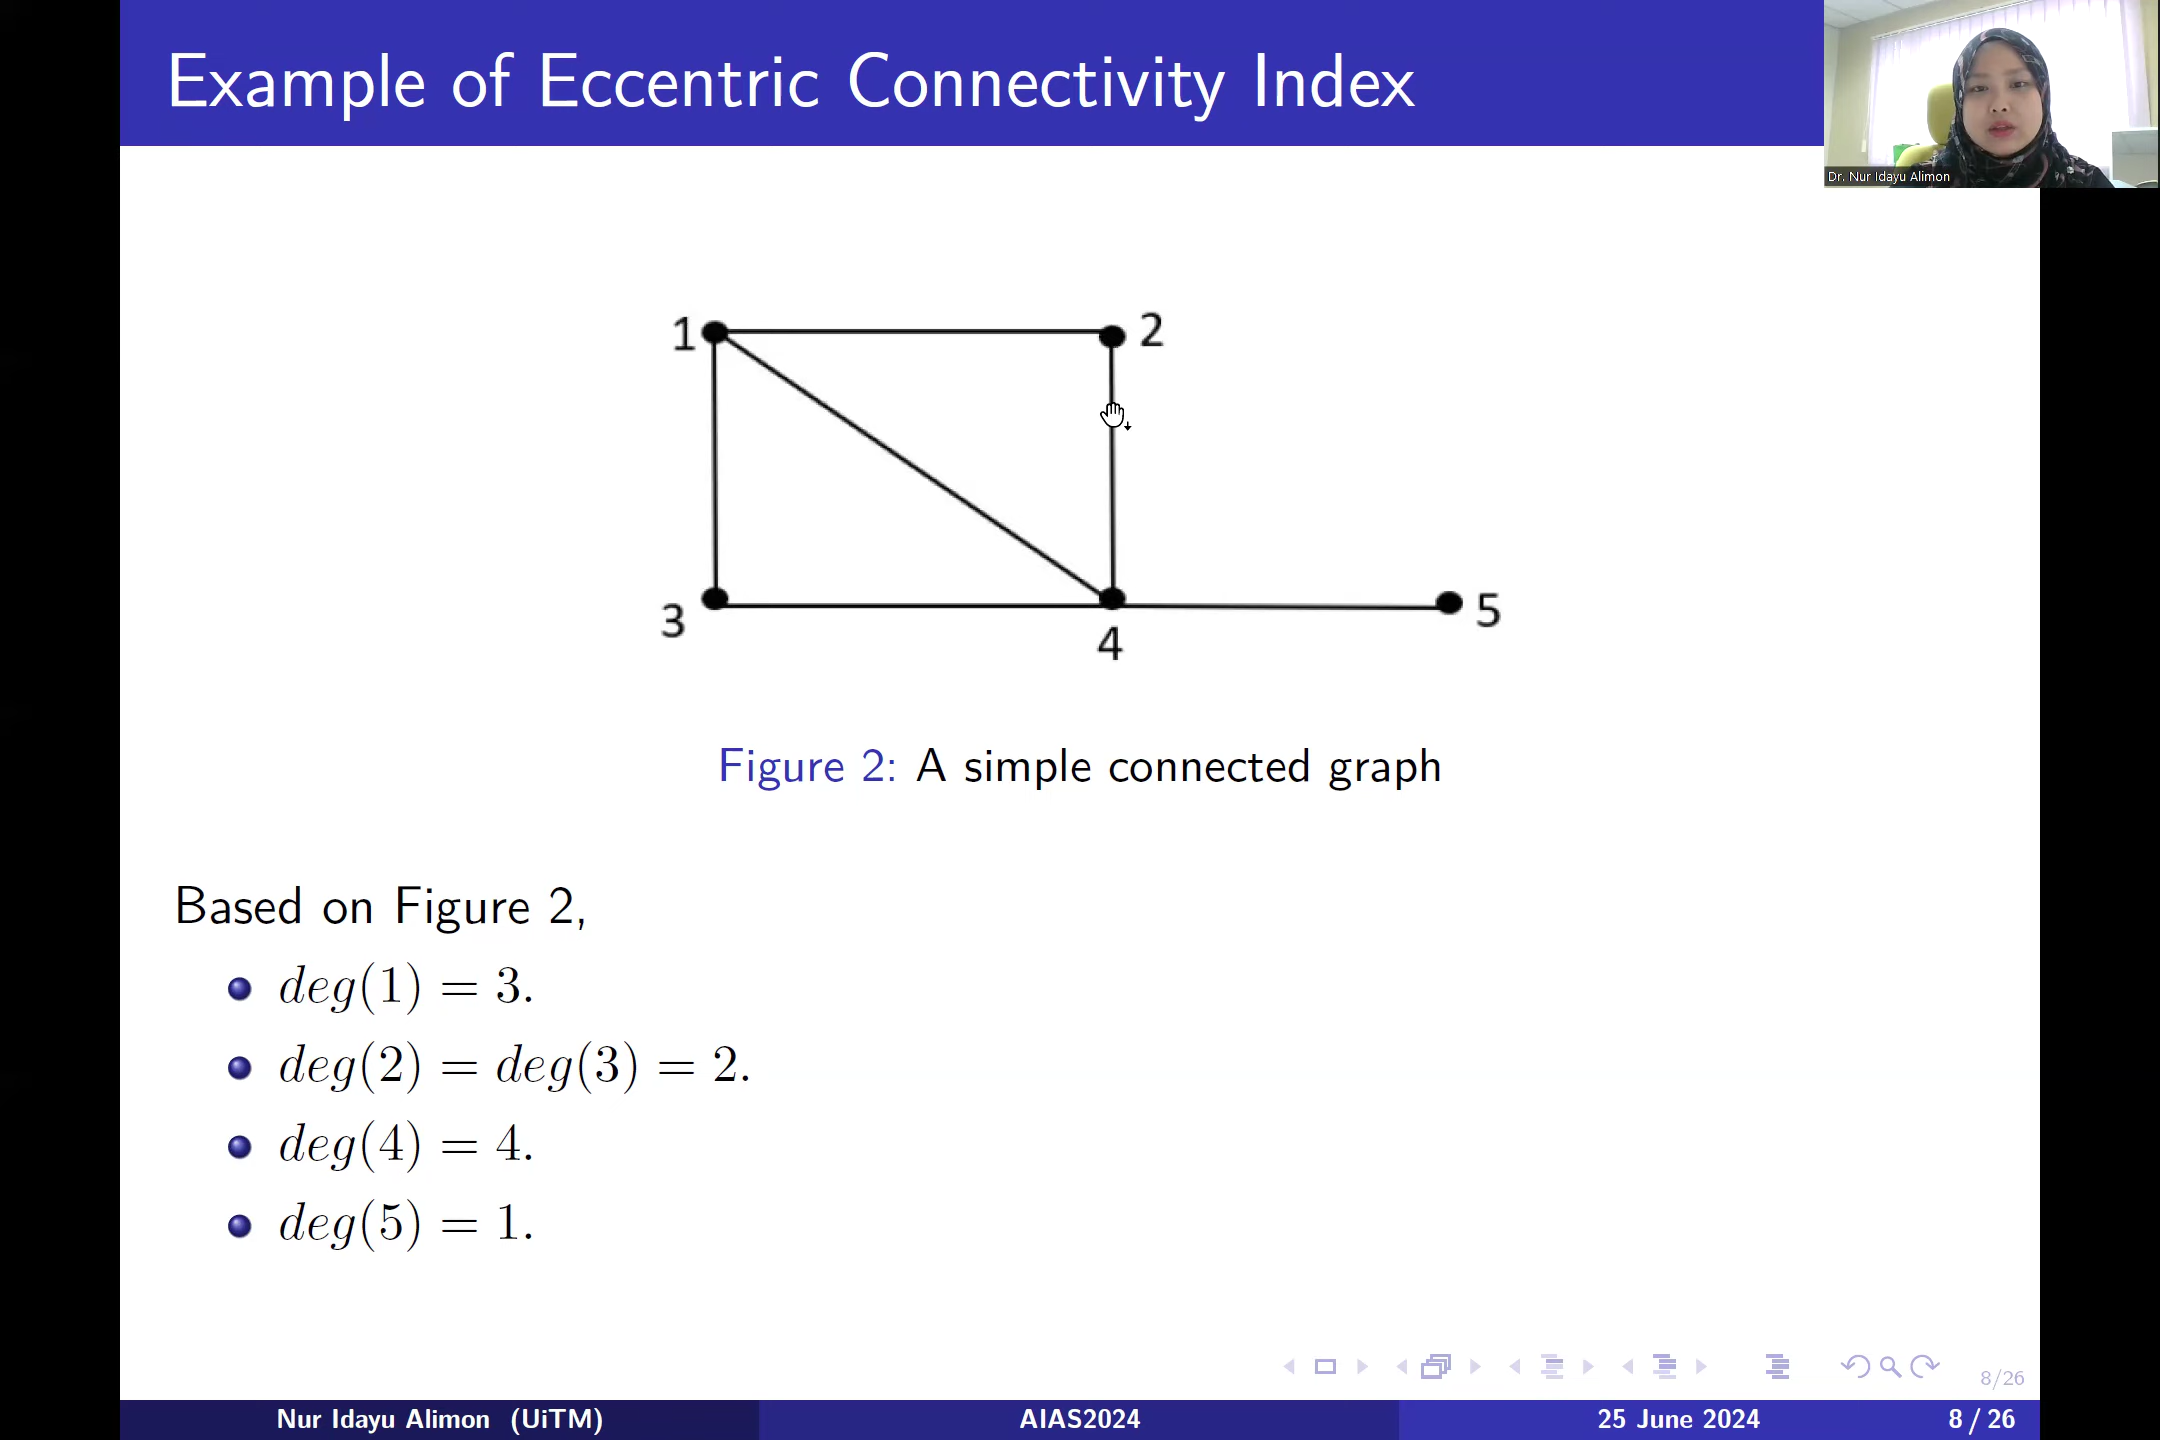 Example of Eccentric Connectivity Index
Dr. Nur Idayu Alimon
1
2
3
4
5
Figure 2: A simple connected graph
Based on Figure 2,
deg(1) = 3.
deg(2) = deg(3) = 2.
deg(4) = 4.
deg(5) = 1.
8/26
Nur Idayu Alimon (UiTM) AIAS2024 25 June 2024 8 / 26